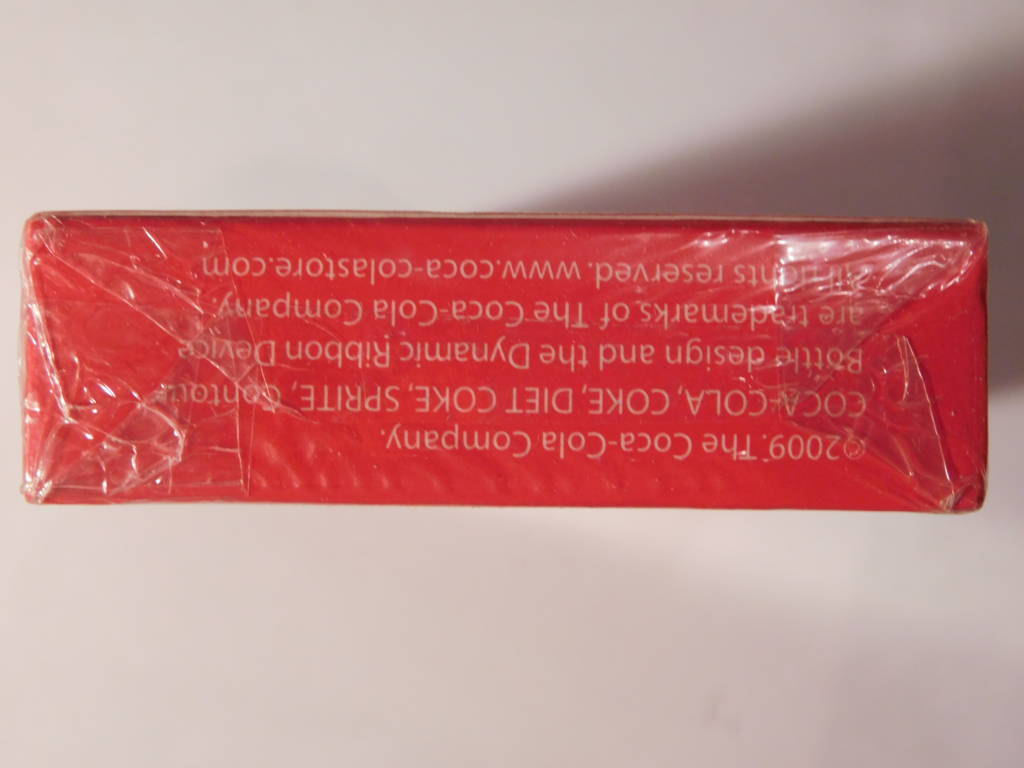 ©2009. The Coca-Cola Company.
COCA-COLA, COKE, DIET COKE, SPRITE, Contour
Bottle design and the Dynamic Ribbon Device
are trademarks of The Coca-Cola Company.
all rights reserved. www.coca-colastore.com